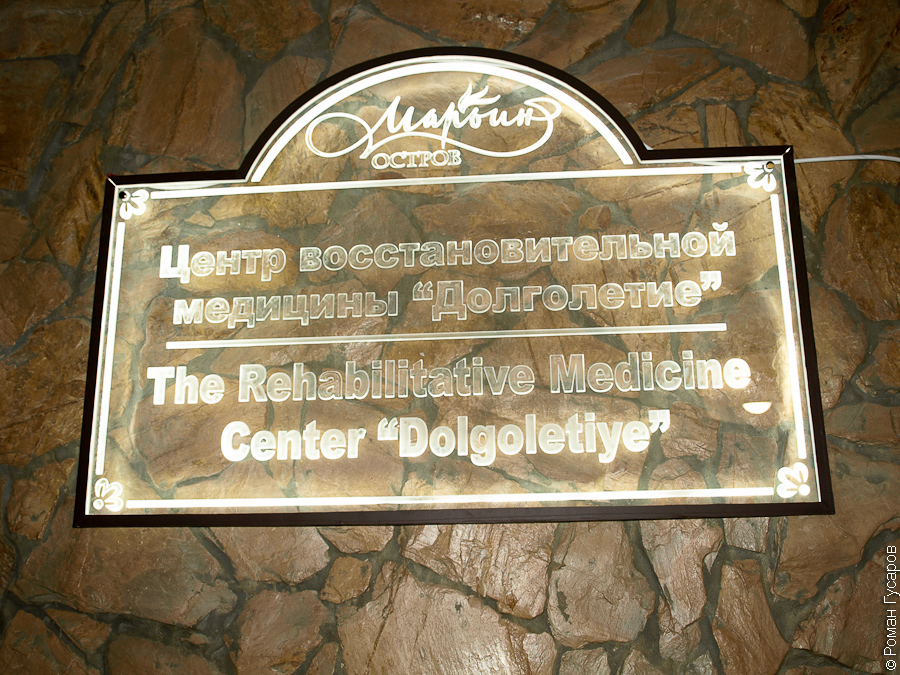 Марьин
ОСТРОВ
Центр восстановительной
медицины “Долголетие”
The Rehabilitative Medicine
Center “Dolgoletiye”
© Роман Гусаров